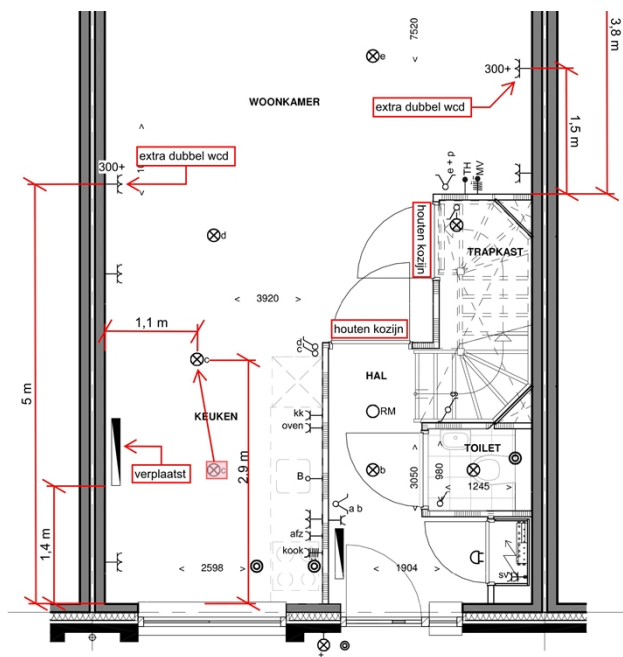 7520
3,8 m
e
300+
WOONKAMER
extra dubbel wcd
1,5 m
extra dubbel wcd
300+
e + p
TH
MV
houten kozijn
i
TRAPKAST
d
3920
1,1 m
houten kozijn
d
c
c
HAL
g
5 m
KEUKEN
kk
oven
RM
TOILET
verplaatst
c
2,9 m
B
b
3050
980
1245
k
a b
1,4 m
afz
kook
2598
1904
sv
+